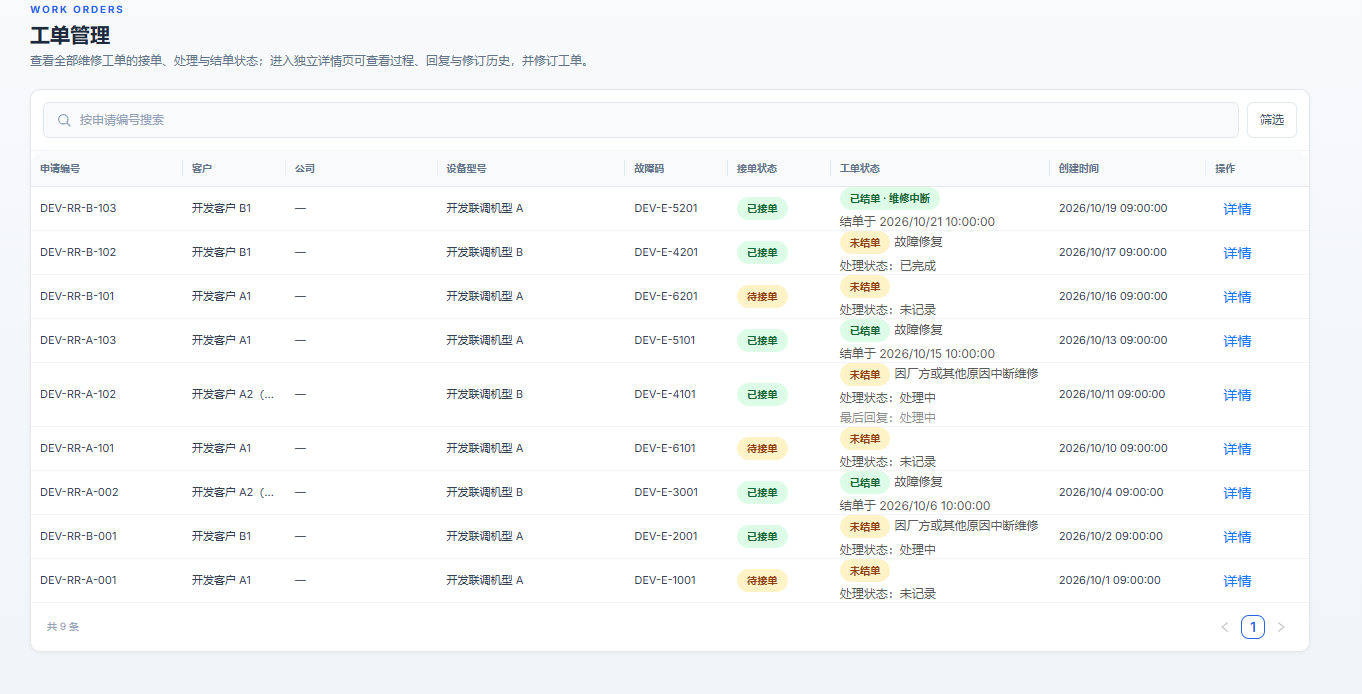 WORK ORDERS
工单管理
查看全部维修工单的接单、处理与结单状态；进入独立详情页可查看过程、回复与修订历史，并修订工单。
按申请编号搜索
筛选
申请编号 客户 公司 设备型号 故障码 接单状态 工单状态 创建时间 操作
DEV-RR-B-103 开发客户 B1 — 开发联调机型 A DEV-E-5201 已接单 已结单 · 维修中断 2026/10/19 09:00:00 详情
结单于 2026/10/21 10:00:00
DEV-RR-B-102 开发客户 B1 — 开发联调机型 B DEV-E-4201 已接单 未结单 故障修复 2026/10/17 09:00:00 详情
处理状态：已完成
DEV-RR-B-101 开发客户 A1 — 开发联调机型 A DEV-E-6201 待接单 未结单 2026/10/16 09:00:00 详情
处理状态：未记录
DEV-RR-A-103 开发客户 A1 — 开发联调机型 A DEV-E-5101 已接单 已结单 故障修复 2026/10/13 09:00:00 详情
结单于 2026/10/15 10:00:00
DEV-RR-A-102 开发客户 A2（... — 开发联调机型 B DEV-E-4101 已接单 未结单 因厂方或其他原因中断维修 2026/10/11 09:00:00 详情
处理状态：处理中
最后回复：处理中
DEV-RR-A-101 开发客户 A1 — 开发联调机型 A DEV-E-6101 待接单 未结单 2026/10/10 09:00:00 详情
处理状态：未记录
DEV-RR-A-002 开发客户 A2（... — 开发联调机型 B DEV-E-3001 已接单 已结单 故障修复 2026/10/4 09:00:00 详情
结单于 2026/10/6 10:00:00
DEV-RR-B-001 开发客户 B1 — 开发联调机型 A DEV-E-2001 已接单 未结单 因厂方或其他原因中断维修 2026/10/2 09:00:00 详情
处理状态：处理中
DEV-RR-A-001 开发客户 A1 — 开发联调机型 A DEV-E-1001 待接单 未结单 2026/10/1 09:00:00 详情
处理状态：未记录
共 9 条
1